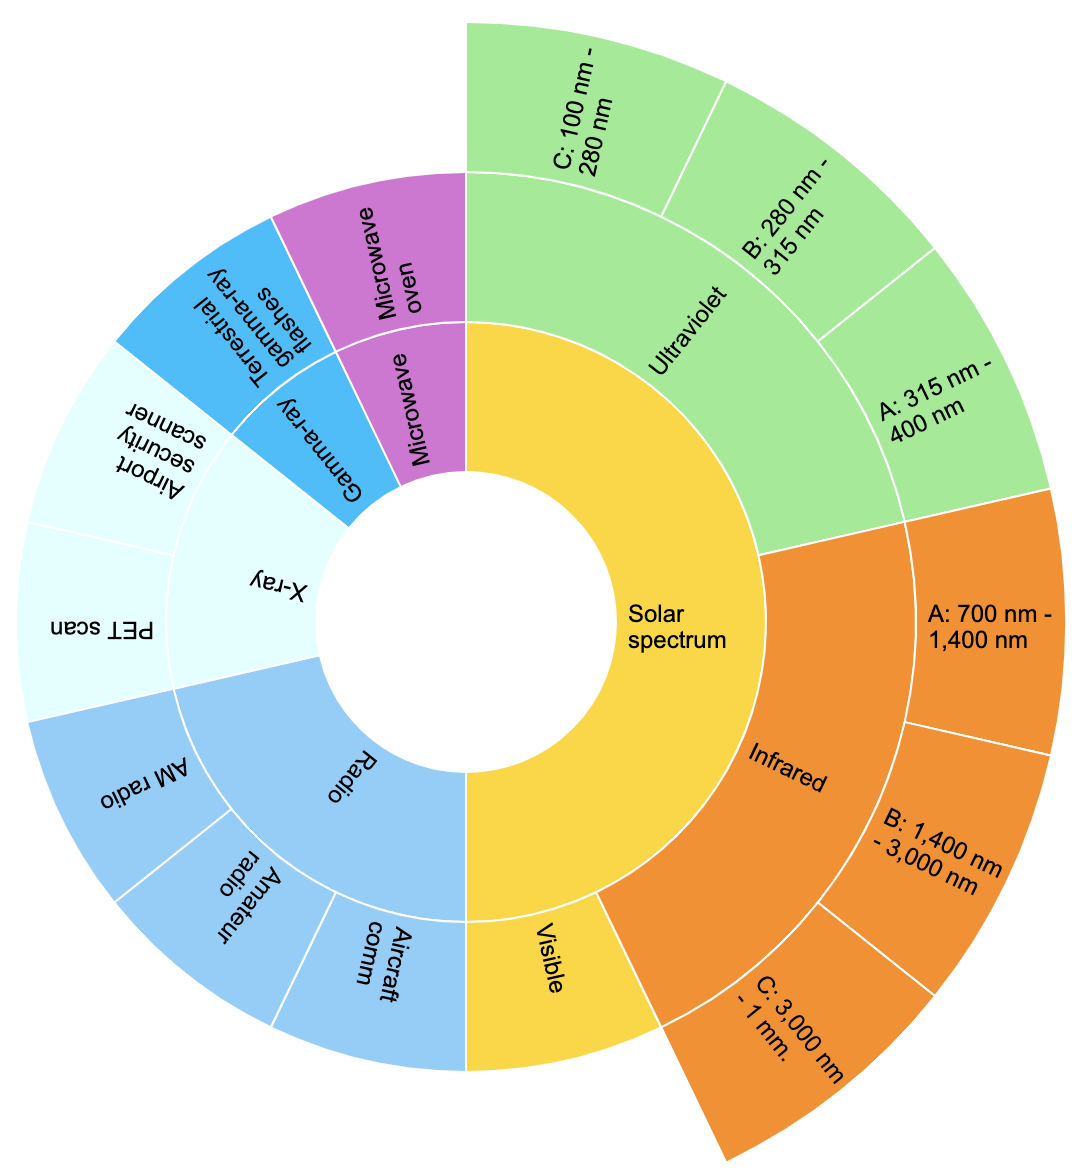 Solar
spectrum
Ultraviolet
C: 100 nm -
280 nm
B: 280 nm -
315 nm
A: 315 nm -
400 nm
Infrared
A: 700 nm -
1,400 nm
B: 1,400 nm
- 3,000 nm
C: 3,000 nm
- 1 mm.
Visible
Radio
Aircraft
comm
Amateur
radio
AM radio
X-ray
PET scan
Airport
security
scanner
Gamma-ray
Terrestrial
gamma-ray
flashes
Microwave
Microwave
oven